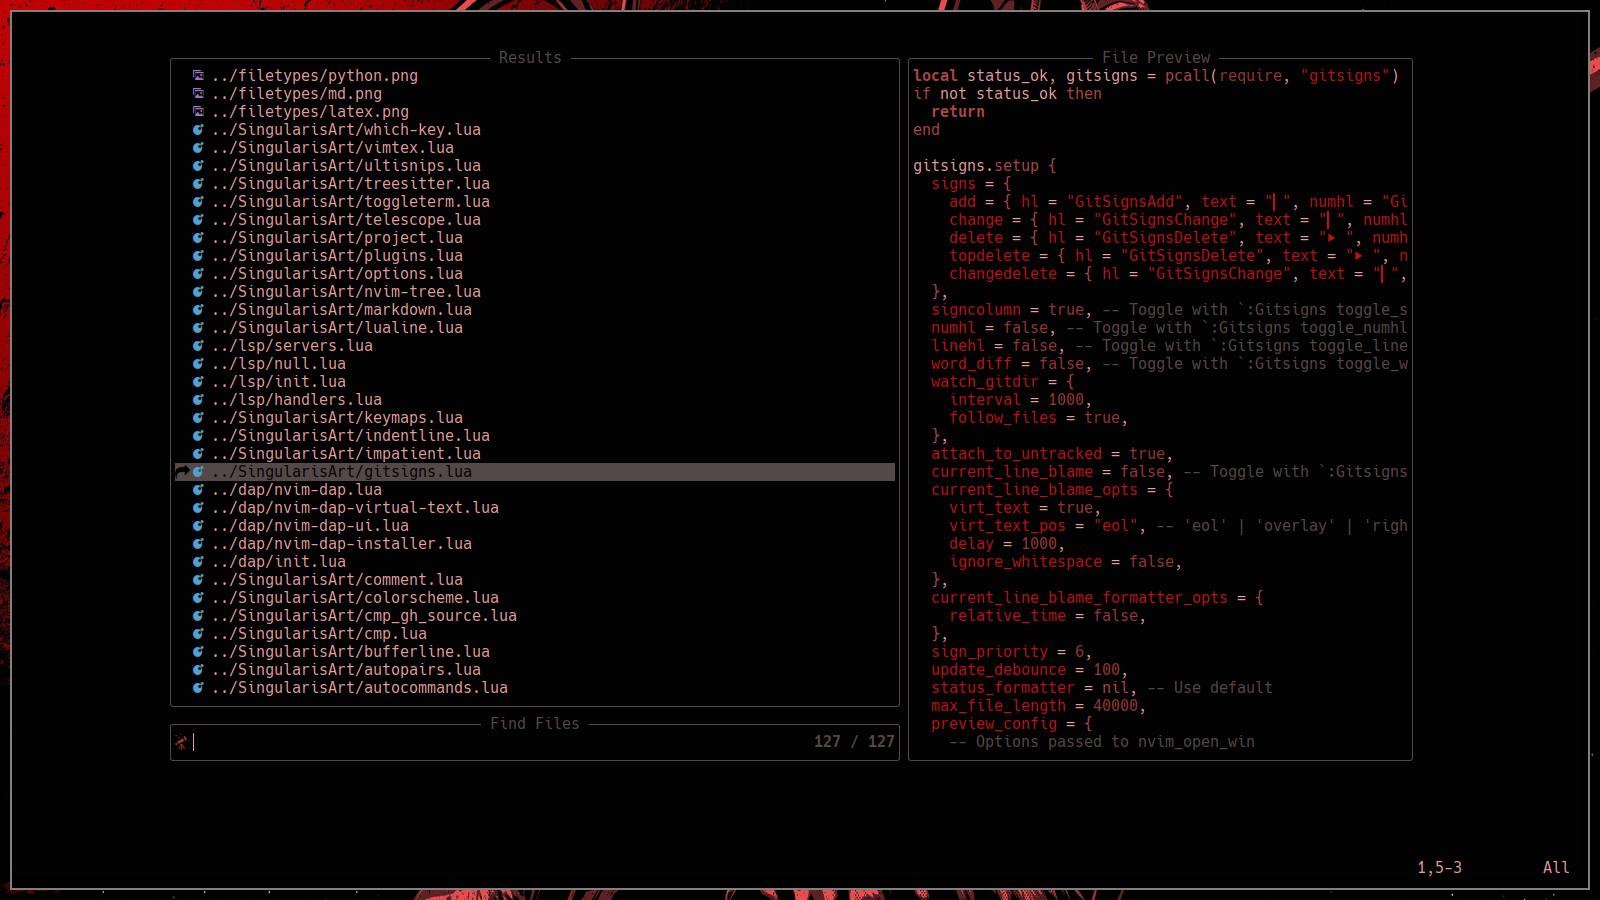 Results
../filetypes/python.png
../filetypes/md.png
../filetypes/latex.png
../SingularisArt/which-key.lua
../SingularisArt/vimtex.lua
../SingularisArt/ultisnips.lua
../SingularisArt/treesitter.lua
../SingularisArt/toggleterm.lua
../SingularisArt/telescope.lua
../SingularisArt/project.lua
../SingularisArt/plugins.lua
../SingularisArt/options.lua
../SingularisArt/nvim-tree.lua
../SingularisArt/markdown.lua
../SingularisArt/lualine.lua
../lsp/servers.lua
../lsp/null.lua
../lsp/init.lua
../lsp/handlers.lua
../SingularisArt/keymaps.lua
../SingularisArt/indentline.lua
../SingularisArt/impatient.lua
../SingularisArt/gitsigns.lua
../dap/nvim-dap.lua
../dap/nvim-dap-virtual-text.lua
../dap/nvim-dap-ui.lua
../dap/nvim-dap-installer.lua
../dap/init.lua
../SingularisArt/comment.lua
../SingularisArt/colorscheme.lua
../SingularisArt/cmp_gh_source.lua
../SingularisArt/cmp.lua
../SingularisArt/bufferline.lua
../SingularisArt/autopairs.lua
../SingularisArt/autocommands.lua
Find Files
127 / 127
File Preview
local status_ok, gitsigns = pcall(require, "gitsigns")
if not status_ok then
  return
end

gitsigns.setup {
  signs = {
    add = { hl = "GitSignsAdd", text = "▎", numhl = "Gi
    change = { hl = "GitSignsChange", text = "▎", numhl
    delete = { hl = "GitSignsDelete", text = "‣ ", numh
    topdelete = { hl = "GitSignsDelete", text = "‣ ", n
    changedelete = { hl = "GitSignsChange", text = "▎",
  },
  signcolumn = true, -- Toggle with `:Gitsigns toggle_s
  numhl = false, -- Toggle with `:Gitsigns toggle_numhl
  linehl = false, -- Toggle with `:Gitsigns toggle_line
  word_diff = false, -- Toggle with `:Gitsigns toggle_w
  watch_gitdir = {
    interval = 1000,
    follow_files = true,
  },
  attach_to_untracked = true,
  current_line_blame = false, -- Toggle with `:Gitsigns
  current_line_blame_opts = {
    virt_text = true,
    virt_text_pos = "eol", -- 'eol' | 'overlay' | 'righ
    delay = 1000,
    ignore_whitespace = false,
  },
  current_line_blame_formatter_opts = {
    relative_time = false,
  },
  sign_priority = 6,
  update_debounce = 100,
  status_formatter = nil, -- Use default
  max_file_length = 40000,
  preview_config = {
    -- Options passed to nvim_open_win
1,5-3 All